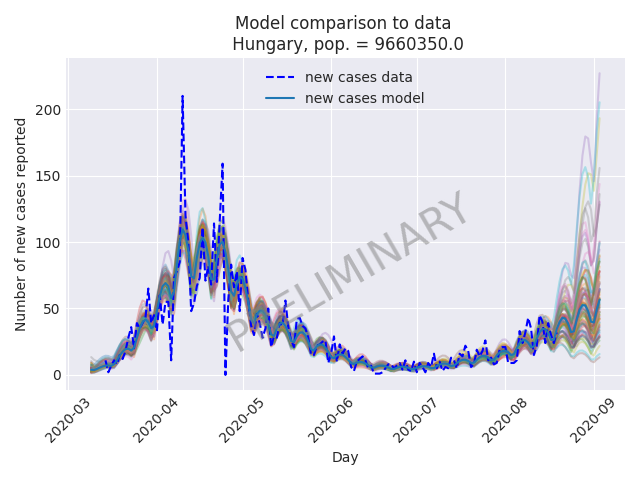 Model comparison to data
Hungary, pop. = 9660350.0
new cases data
new cases model
Number of new cases reported
200
150
100
50
0
PRELIMINARY
2020-03
2020-04
2020-05
2020-06
2020-07
2020-08
2020-09
Day